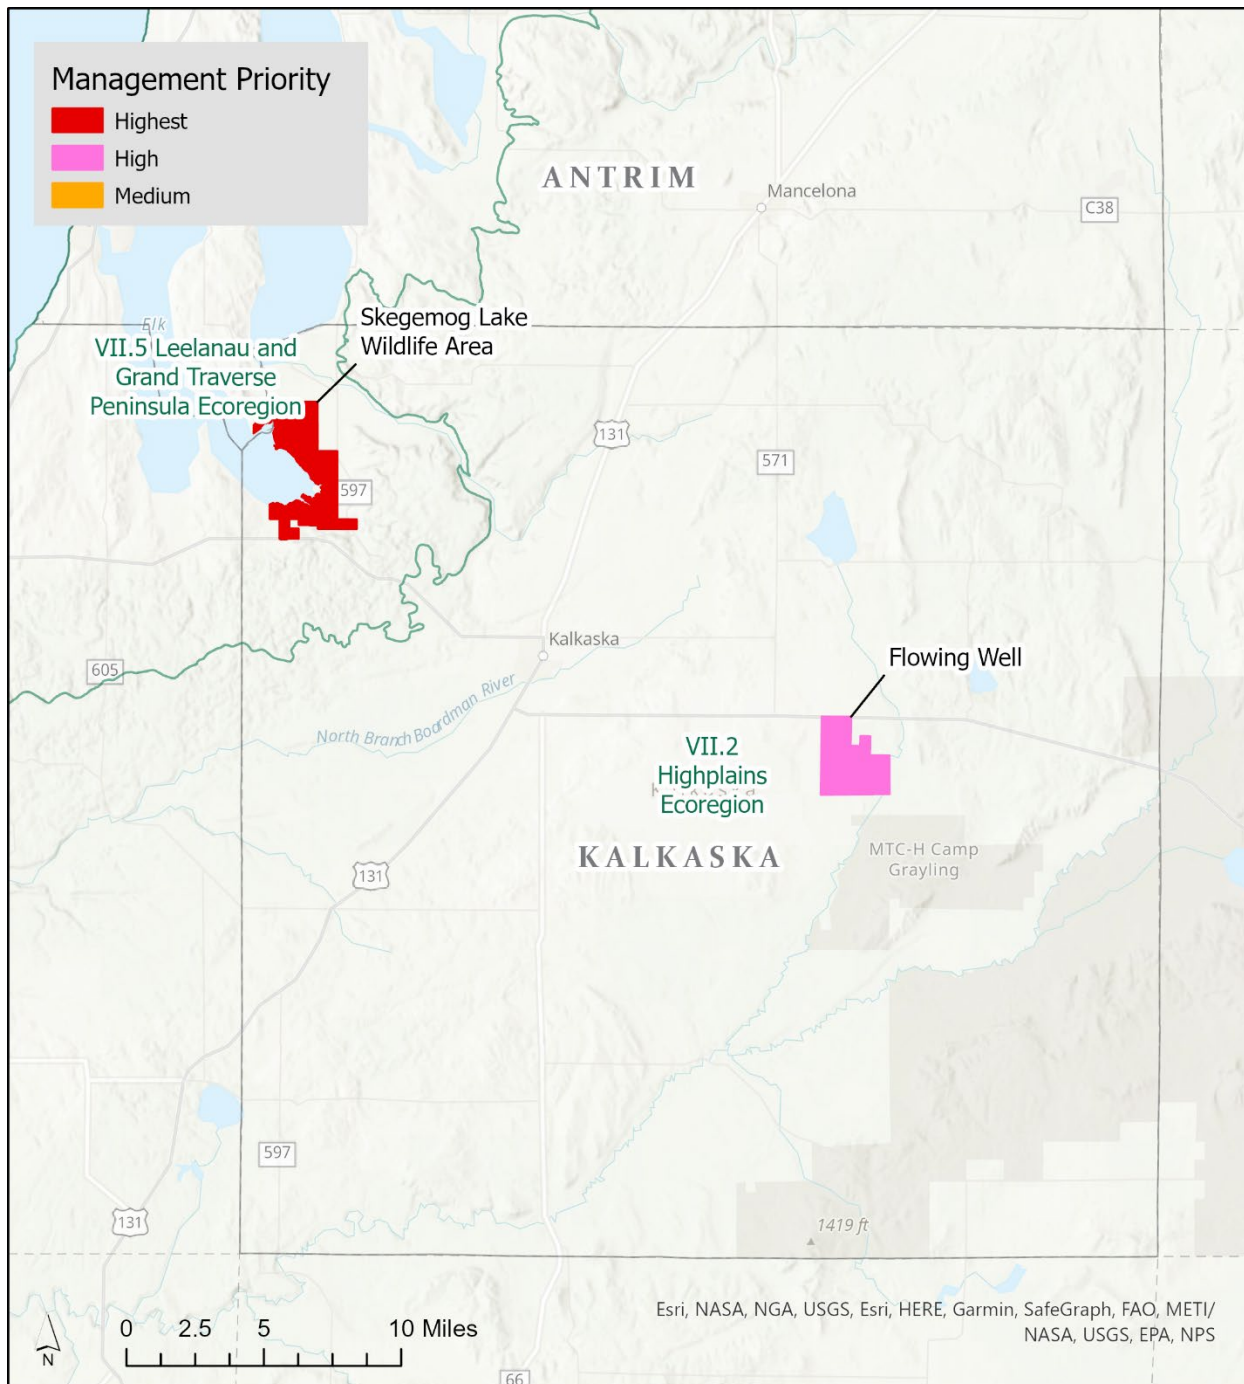 Management Priority
Highest
High
Medium
ANTRIM
Mancelona
C38
Elk
Skegemog Lake
Wildlife Area
VII.5 Leelanau and
Grand Traverse
Peninsula Ecoregion
131
571
597
Kalkaska
Flowing Well
605
North Branch Boardman River
VII.2
Highplains
Ecoregion
KALKASKA
MTC-H Camp
Grayling
131
597
131
1419 ft
Esri, NASA, NGA, USGS, Esri, HERE, Garmin, SafeGraph, FAO, METI/
NASA, USGS, EPA, NPS
N
0 2.5 5 10 Miles
66